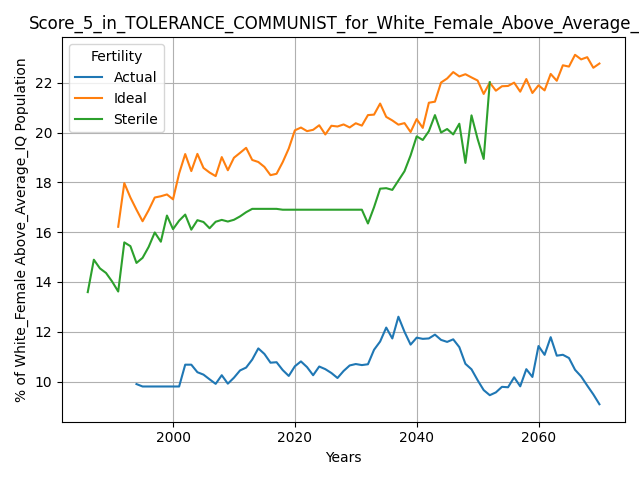 Score_5_in_TOLERANCE_COMMUNIST_for_White_Female_Above_Average_
Fertility
Actual
Ideal
Sterile
% of White_Female Above_Average_IQ Population
22
20
18
16
14
12
10
2000
2020
2040
2060
Years